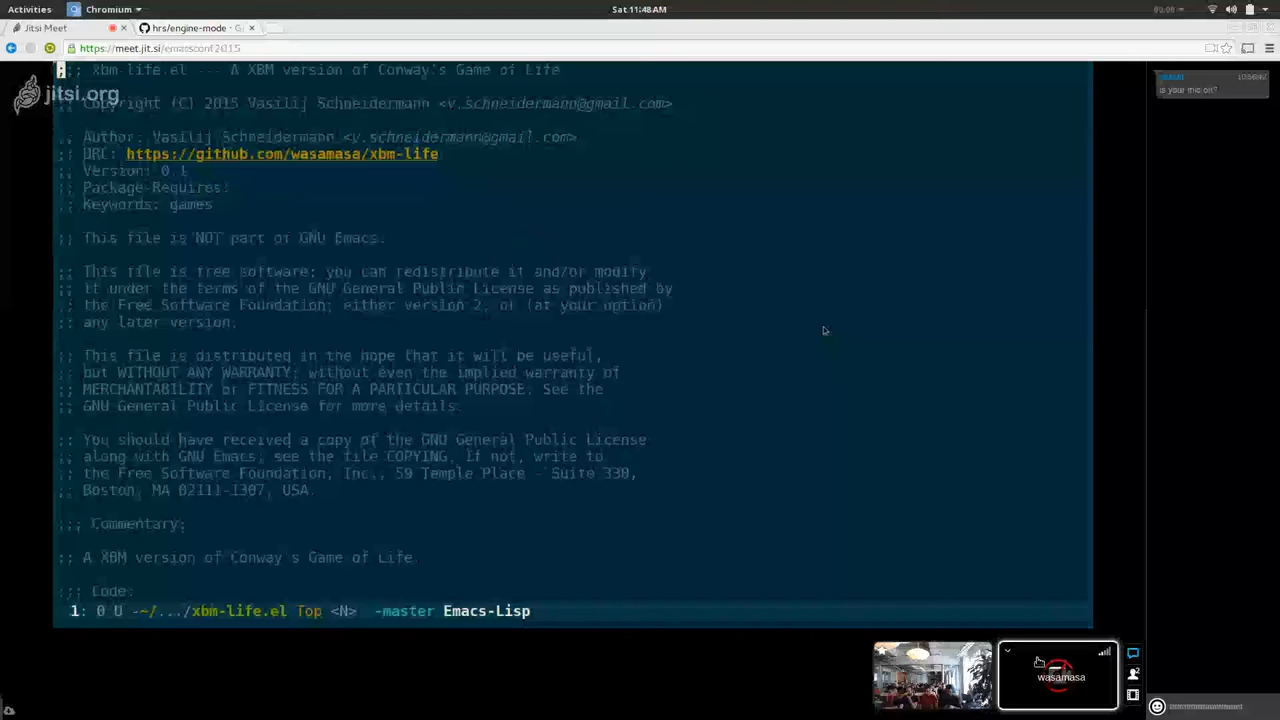 Activities
Chromium
Sat 11:48AM
Jitsi Meet
hrs/engine-mode · G
https://meet.jit.si/emacsconf2015
jitsi.org
;;; xbm-life.el --- A XBM version of Conway's Game of Life
;; Copyright (C) 2015 Vasilij Schneidermann <v.schneidermann@gmail.com>
;; Author: Vasilij Schneidermann <v.schneidermann@gmail.com>
;; URL: https://github.com/wasamasa/xbm-life
;; Version: 0.1
;; Package-Requires:
;; Keywords: games
;; This file is NOT part of GNU Emacs.
;; This file is free software; you can redistribute it and/or modify
;; it under the terms of the GNU General Public License as published by
;; the Free Software Foundation; either version 2, or (at your option)
;; any later version.
;; This file is distributed in the hope that it will be useful,
;; but WITHOUT ANY WARRANTY; without even the implied warranty of
;; MERCHANTABILITY or FITNESS FOR A PARTICULAR PURPOSE. See the
;; GNU General Public License for more details.
;; You should have received a copy of the GNU General Public License
;; along with GNU Emacs; see the file COPYING. If not, write to
;; the Free Software Foundation, Inc., 59 Temple Place - Suite 330,
;; Boston, MA 02111-1307, USA.
;;; Commentary:
;; A XBM version of Conway's Game of Life
;;; Code:
1: 0 U -~/.../xbm-life.el Top <N> -master Emacs-Lisp
is your mic on?
wasamasa